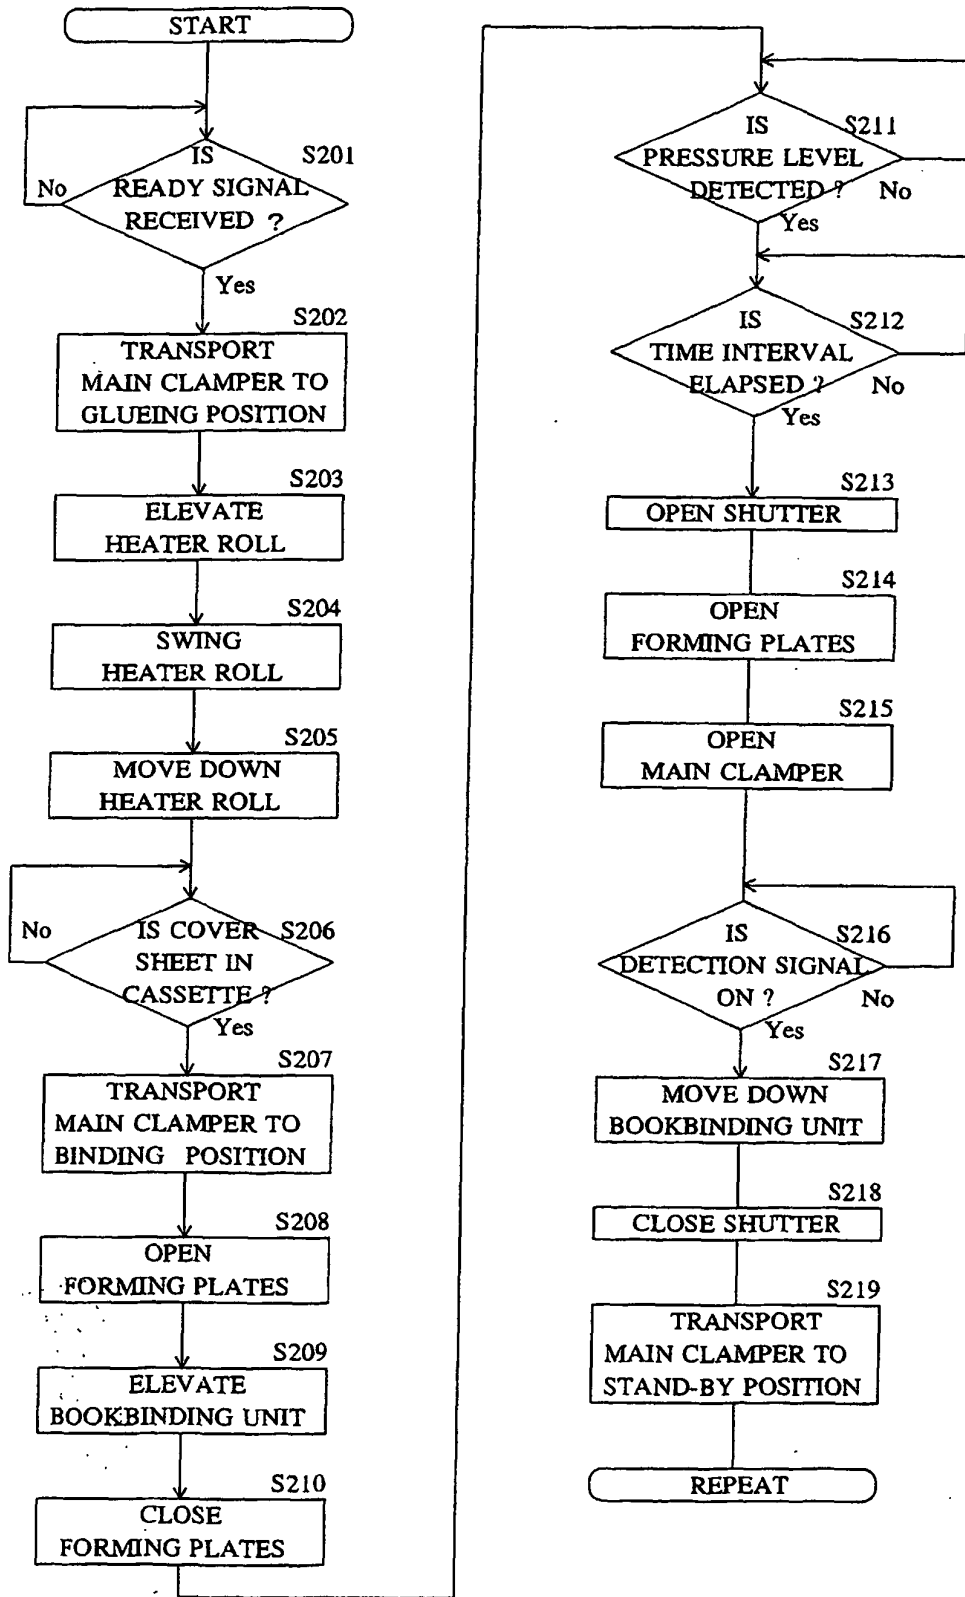 START
IS
S201
No
READY SIGNAL
RECEIVED ?
Yes
S202
TRANSPORT
MAIN CLAMPER TO
GLUEING POSITION
S203
ELEVATE
HEATER ROLL
S204
SWING
HEATER ROLL
S205
MOVE DOWN
HEATER ROLL
No
IS COVER
S206
SHEET IN
CASSETTE ?
Yes
S207
TRANSPORT
MAIN CLAMPER TO
BINDING POSITION
S208
OPEN
FORMING PLATES
S209
ELEVATE
BOOKBINDING UNIT
S210
CLOSE
FORMING PLATES
IS
S211
PRESSURE LEVEL
DETECTED ?
No
Yes
IS
S212
TIME INTERVAL
ELAPSED ?
No
Yes
S213
OPEN SHUTTER
S214
OPEN
FORMING PLATES
S215
OPEN
MAIN CLAMPER
IS
S216
DETECTION SIGNAL
ON ?
No
Yes
S217
MOVE DOWN
BOOKBINDING UNIT
S218
CLOSE SHUTTER
S219
TRANSPORT
MAIN CLAMPER TO
STAND-BY POSITION
REPEAT